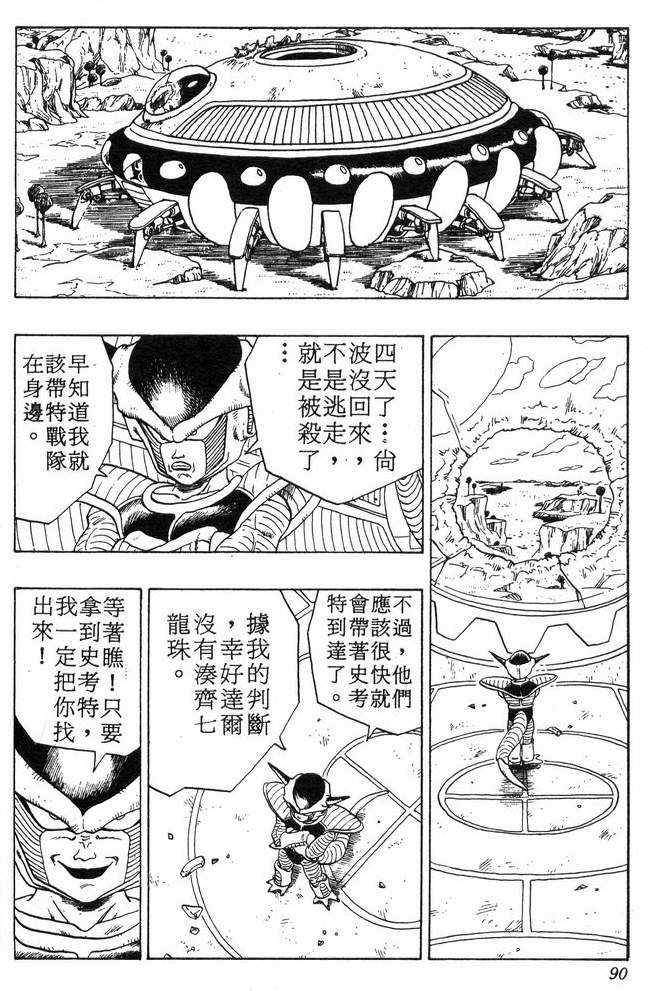 四天了⋯尚
波沒回來，
不是逃走，
就是被殺了
⋯
早知道我就
該帶特戰隊
在身邊。
不過，他們
應該很快就
會帶著史考
特到達了。
據我的判斷
，幸好達爾
沒有湊齊七
龍珠。
等著瞧！只要
拿到史考特，
我一定把你找
出來！
90